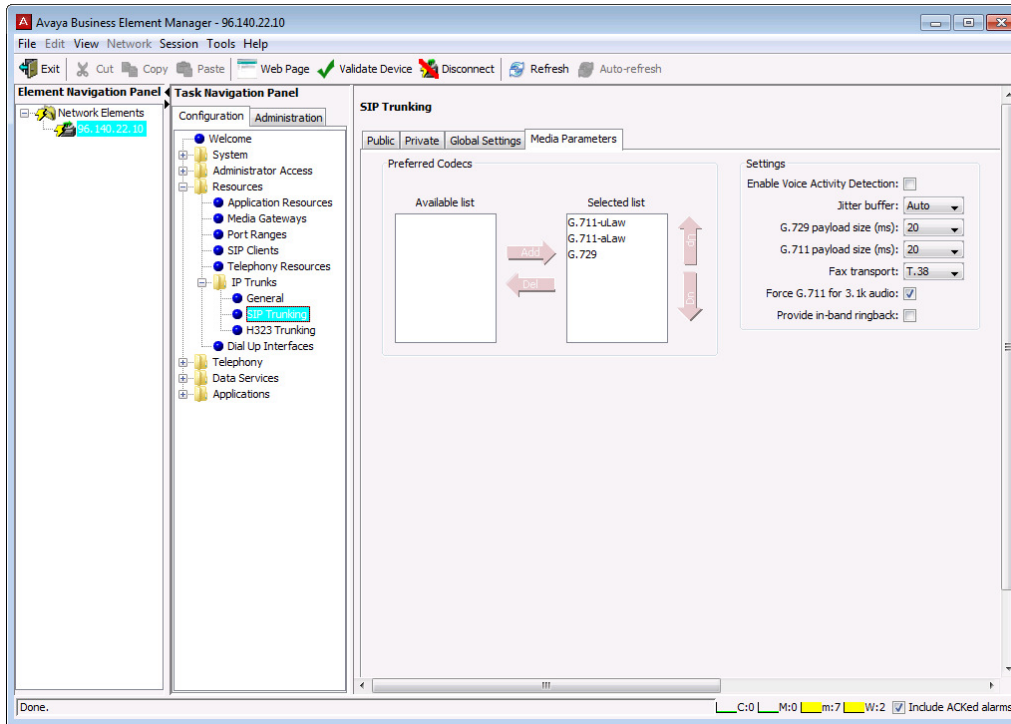 Avaya Business Element Manager - 96.140.22.10
File Edit View Network Session Tools Help
Exit Cut Copy Paste Web Page Validate Device Disconnect Refresh Auto-refresh
Element Navigation Panel
Network Elements
96.140.22.10
Task Navigation Panel
Configuration Administration
Welcome
System
Administrator Access
Resources
Application Resources
Media Gateways
Port Ranges
SIP Clients
Telephony Resources
IP Trunks
General
SIP Trunking
H323 Trunking
Dial Up Interfaces
Telephony
Data Services
Applications
SIP Trunking
Public Private Global Settings Media Parameters
Preferred Codecs
Available list
Add
Del
Selected list
G.711-uLaw
G.711-aLaw
G.729
Up
Dn
Settings
Enable Voice Activity Detection:
Jitter buffer: Auto
G.729 payload size (ms): 20
G.711 payload size (ms): 20
Fax transport: T.38
Force G.711 for 3.1k audio:
Provide in-band ringback:
Done.
C:0 M:0 m:7 W:2 Include ACKed alarms